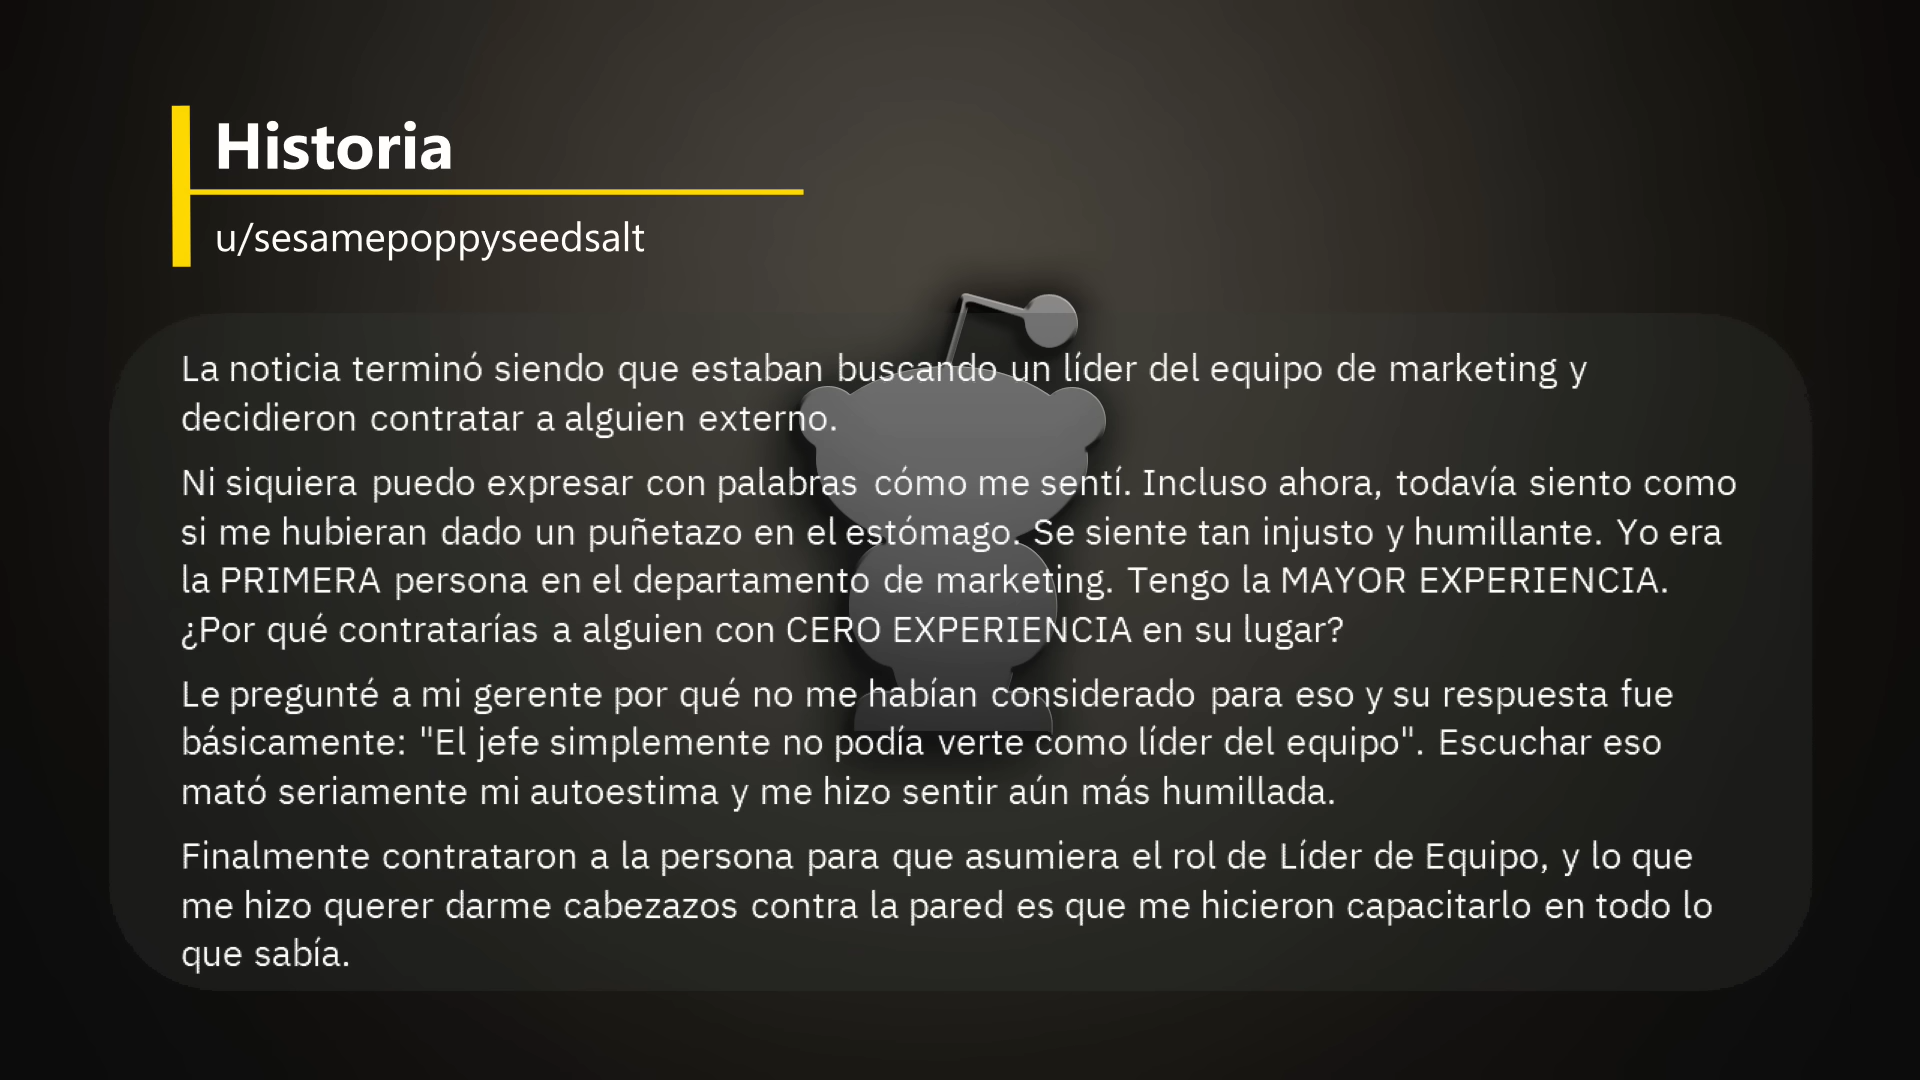 Historia
u/sesamepoppyseedsalt
La noticia terminó siendo que estaban buscando un líder del equipo de marketing y
decidieron contratar a alguien externo.
Ni siquiera puedo expresar con palabras cómo me sentí. Incluso ahora, todavía siento como
si me hubieran dado un puñetazo en el estómago. Se siente tan injusto y humillante. Yo era
la PRIMERA persona en el departamento de marketing. Tengo la MAYOR EXPERIENCIA.
¿Por qué contratarías a alguien con CERO EXPERIENCIA en su lugar?
Le pregunté a mi gerente por qué no me habían considerado para eso y su respuesta fue
básicamente: "El jefe simplemente no podía verte como líder del equipo". Escuchar eso
mató seriamente mi autoestima y me hizo sentir aún más humillada.
Finalmente contrataron a la persona para que asumiera el rol de Líder de Equipo, y lo que
me hizo querer darme cabezazos contra la pared es que me hicieron capacitarlo en todo lo
que sabía.